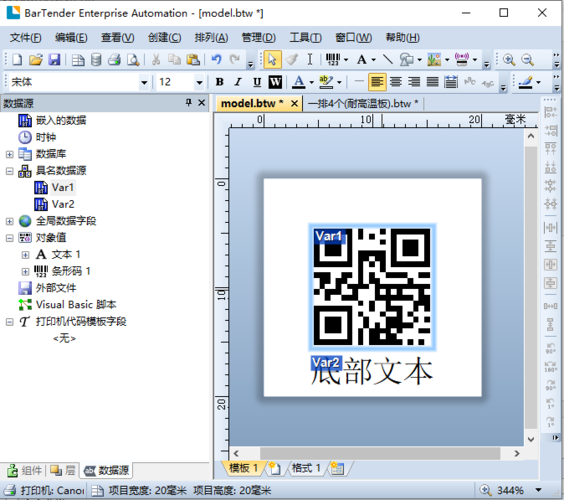 BarTender Enterprise Automation - [model.btw *]
文件(F) 编辑(E) 查看(V) 创建(C) 排列(A) 管理(D) 工具(T) 窗口(W) 帮助(H)
宋体 12 B I U W A ab
数据源
model.btw * 一排4个(耐高温板).btw *
嵌入的数据
时钟
数据库
具名数据源
Var1
Var2
全局数据字段
对象值
文本 1
条形码 1
外部文件
Visual Basic 脚本
打印机代码模板字段
<无>
0 10 20 毫米
0
10
20
Var1
Var2
底部文本
90°
180°
90°
1°
1°
组件 层 数据源
模板 1 格式 1
打印机: Canon 项目宽度: 20毫米 项目高度: 20毫米 344%